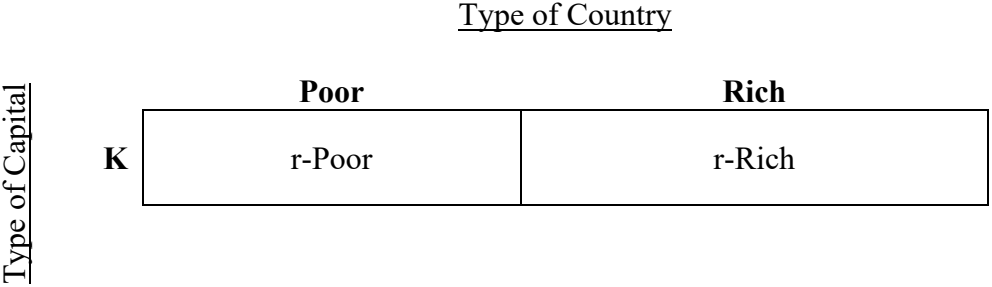 Type of Country
Poor Rich
Type of Capital
K r-Poor r-Rich